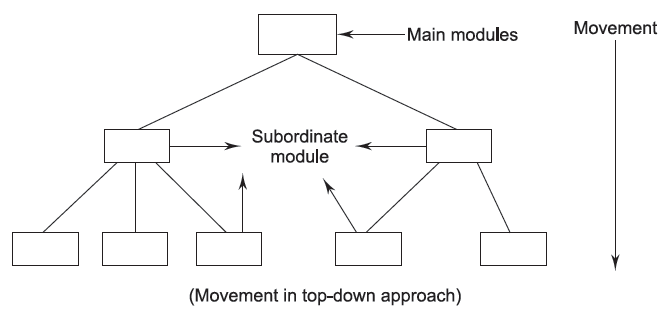 Main modules
Movement
Subordinate
module
(Movement in top-down approach)